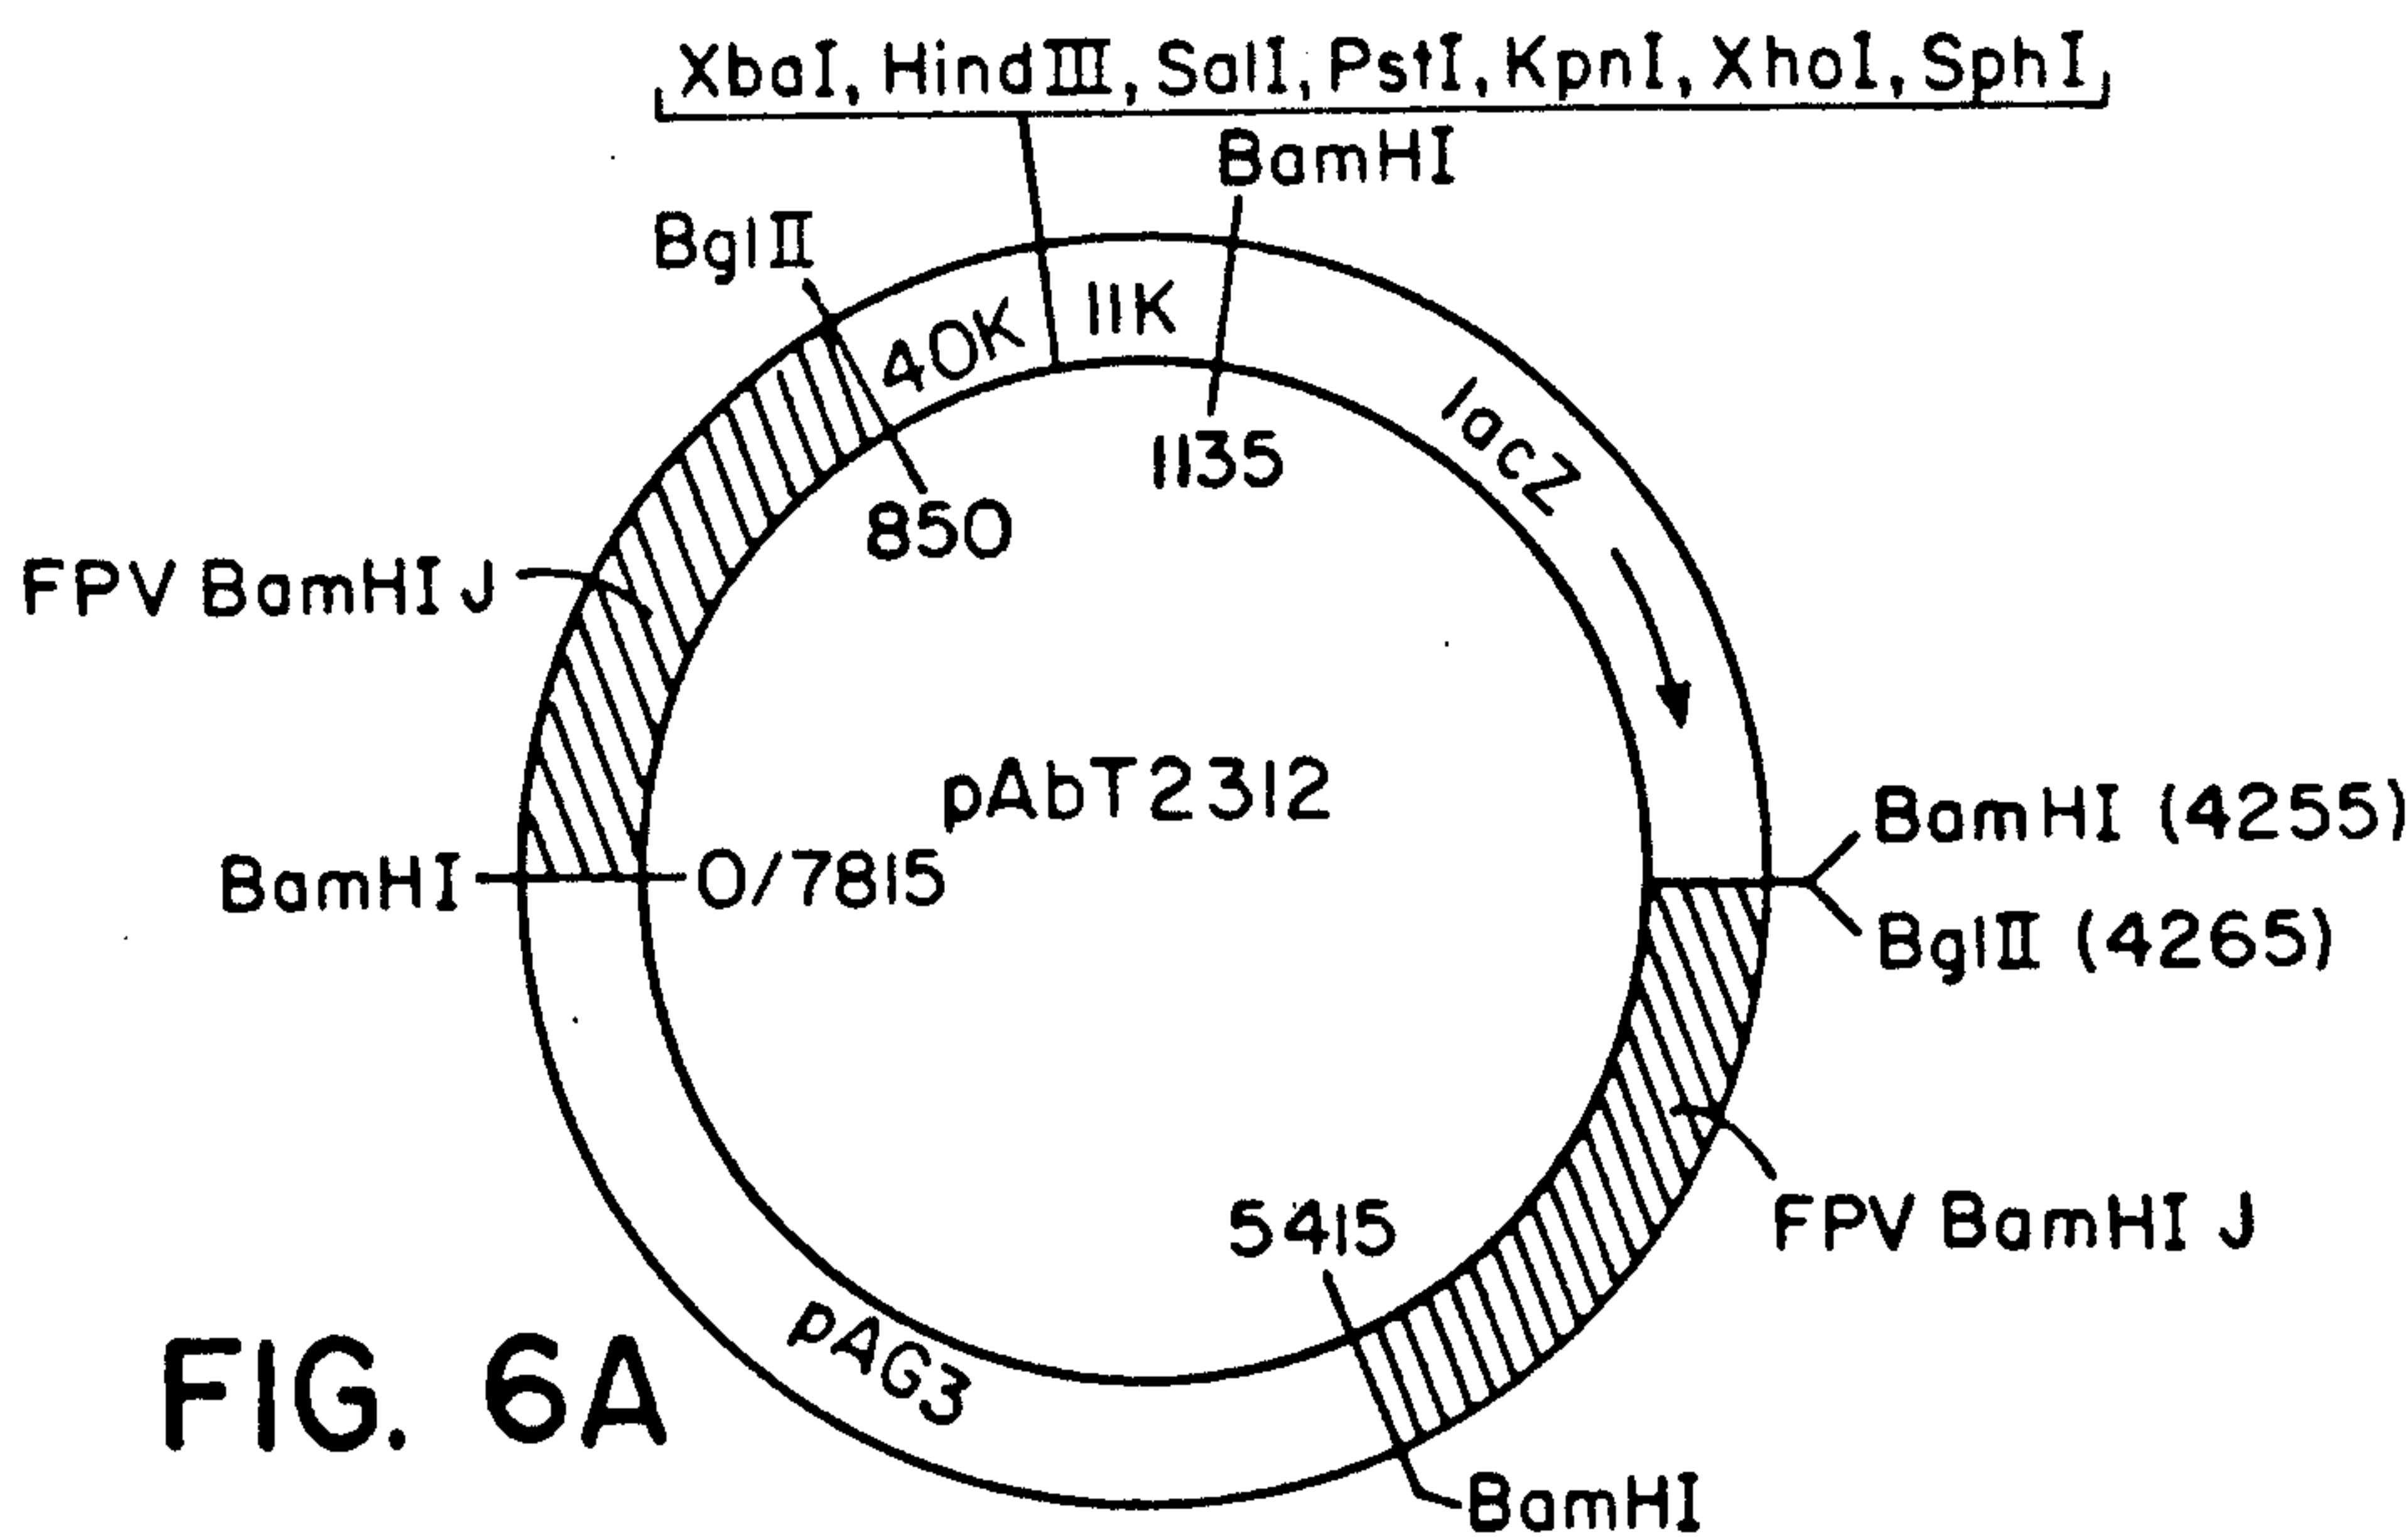 XbaI, HindIII, SalI, PstI, KpnI, XhoI, SphI
BamHI
BglII
40K
11K
lacZ
1135
850
FPV BamHI J
pAbT2312
BamHI (4255)
BamHI
0/7815
BglII (4265)
5415
FPV BamHI J
pAG3
FIG. 6A
BamHI